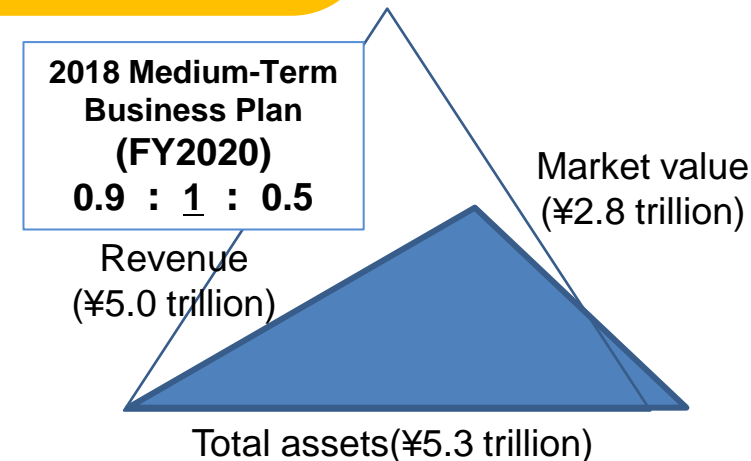 2018 Medium-Term
Business Plan
(FY2020)
0.9 : 1 : 0.5
Market value
(¥2.8 trillion)
Revenue
(¥5.0 trillion)
Total assets(¥5.3 trillion)